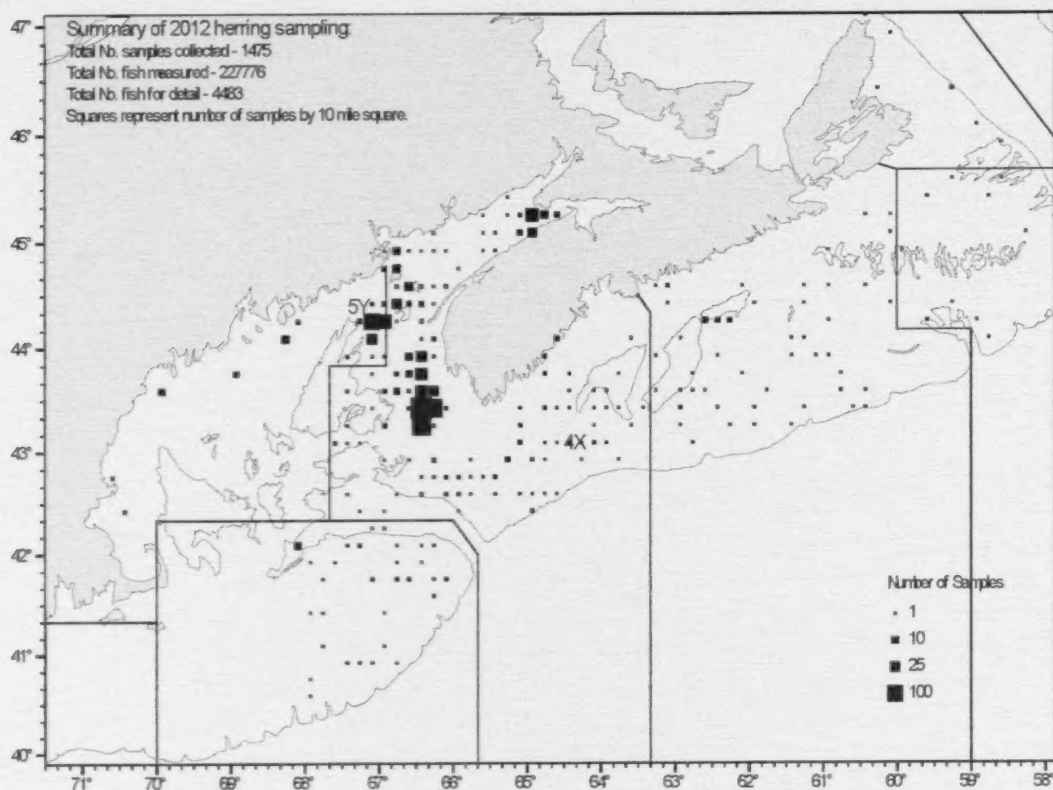 Summary of 2012 herring sampling:
Total No. samples collected - 1475
Total No. fish measured - 227776
Total No. fish for detail - 4483
Squares represent number of samples by 10 mile square.
47°
46°
45°
44°
43°
42°
41°
40°
5Y
4X
Number of Samples
1
10
25
100
71° 70° 69° 68° 67° 66° 65° 64° 63° 62° 61° 60° 59° 58°